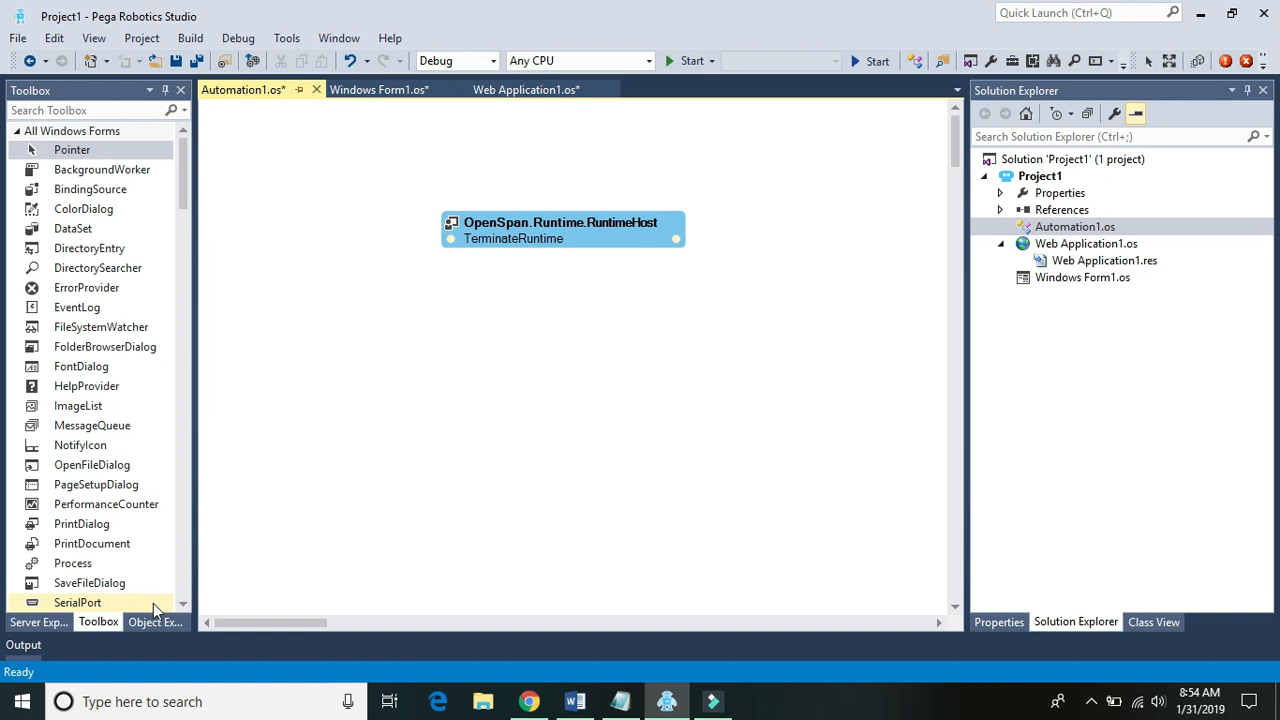 Project1 - Pega Robotics Studio
Quick Launch (Ctrl+Q)
File Edit View Project Build Debug Tools Window Help
Debug Any CPU Start Start
Toolbox
Automation1.os* Windows Form1.os* Web Application1.os*
Solution Explorer
Search Toolbox
Search Solution Explorer (Ctrl+;)
All Windows Forms
Pointer
BackgroundWorker
BindingSource
ColorDialog
DataSet
DirectoryEntry
DirectorySearcher
ErrorProvider
EventLog
FileSystemWatcher
FolderBrowserDialog
FontDialog
HelpProvider
ImageList
MessageQueue
NotifyIcon
OpenFileDialog
PageSetupDialog
PerformanceCounter
PrintDialog
PrintDocument
Process
SaveFileDialog
SerialPort
Server Exp... Toolbox Object Ex...
OpenSpan.Runtime.RuntimeHost
TerminateRuntime
Solution 'Project1' (1 project)
Project1
Properties
References
Automation1.os
Web Application1.os
Web Application1.res
Windows Form1.os
Properties Solution Explorer Class View
Output
Ready
Type here to search
8:54 AM
1/31/2019